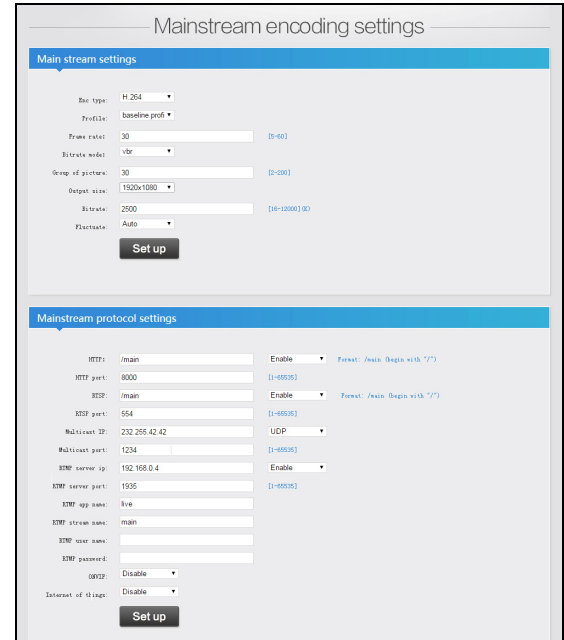 Mainstream encoding settings
Main stream settings
Enc type: H.264
Profile: baseline profi
Frame rate: 30 [5-60]
Bitrate mode: vbr
Group of picture: 30 [2-200]
Output size: 1920x1080
Bitrate: 2500 [16-12000](K)
Fluctuate: Auto
Set up
Mainstream protocol settings
HTTP: /main Enable Format: /main (begin with "/")
HTTP port: 8000 [1-65535]
RTSP: /main Enable Format: /main (begin with "/")
RTSP port: 554 [1-65535]
Multicast IP: 232.255.42.42 UDP
Multicast port: 1234 [1-65535]
RTMP server ip: 192.168.0.4 Enable
RTMP server port: 1935 [1-65535]
RTMP app name: live
RTMP stream name: main
RTMP user name:
RTMP password:
ONVIF: Disable
Internet of things: Disable
Set up